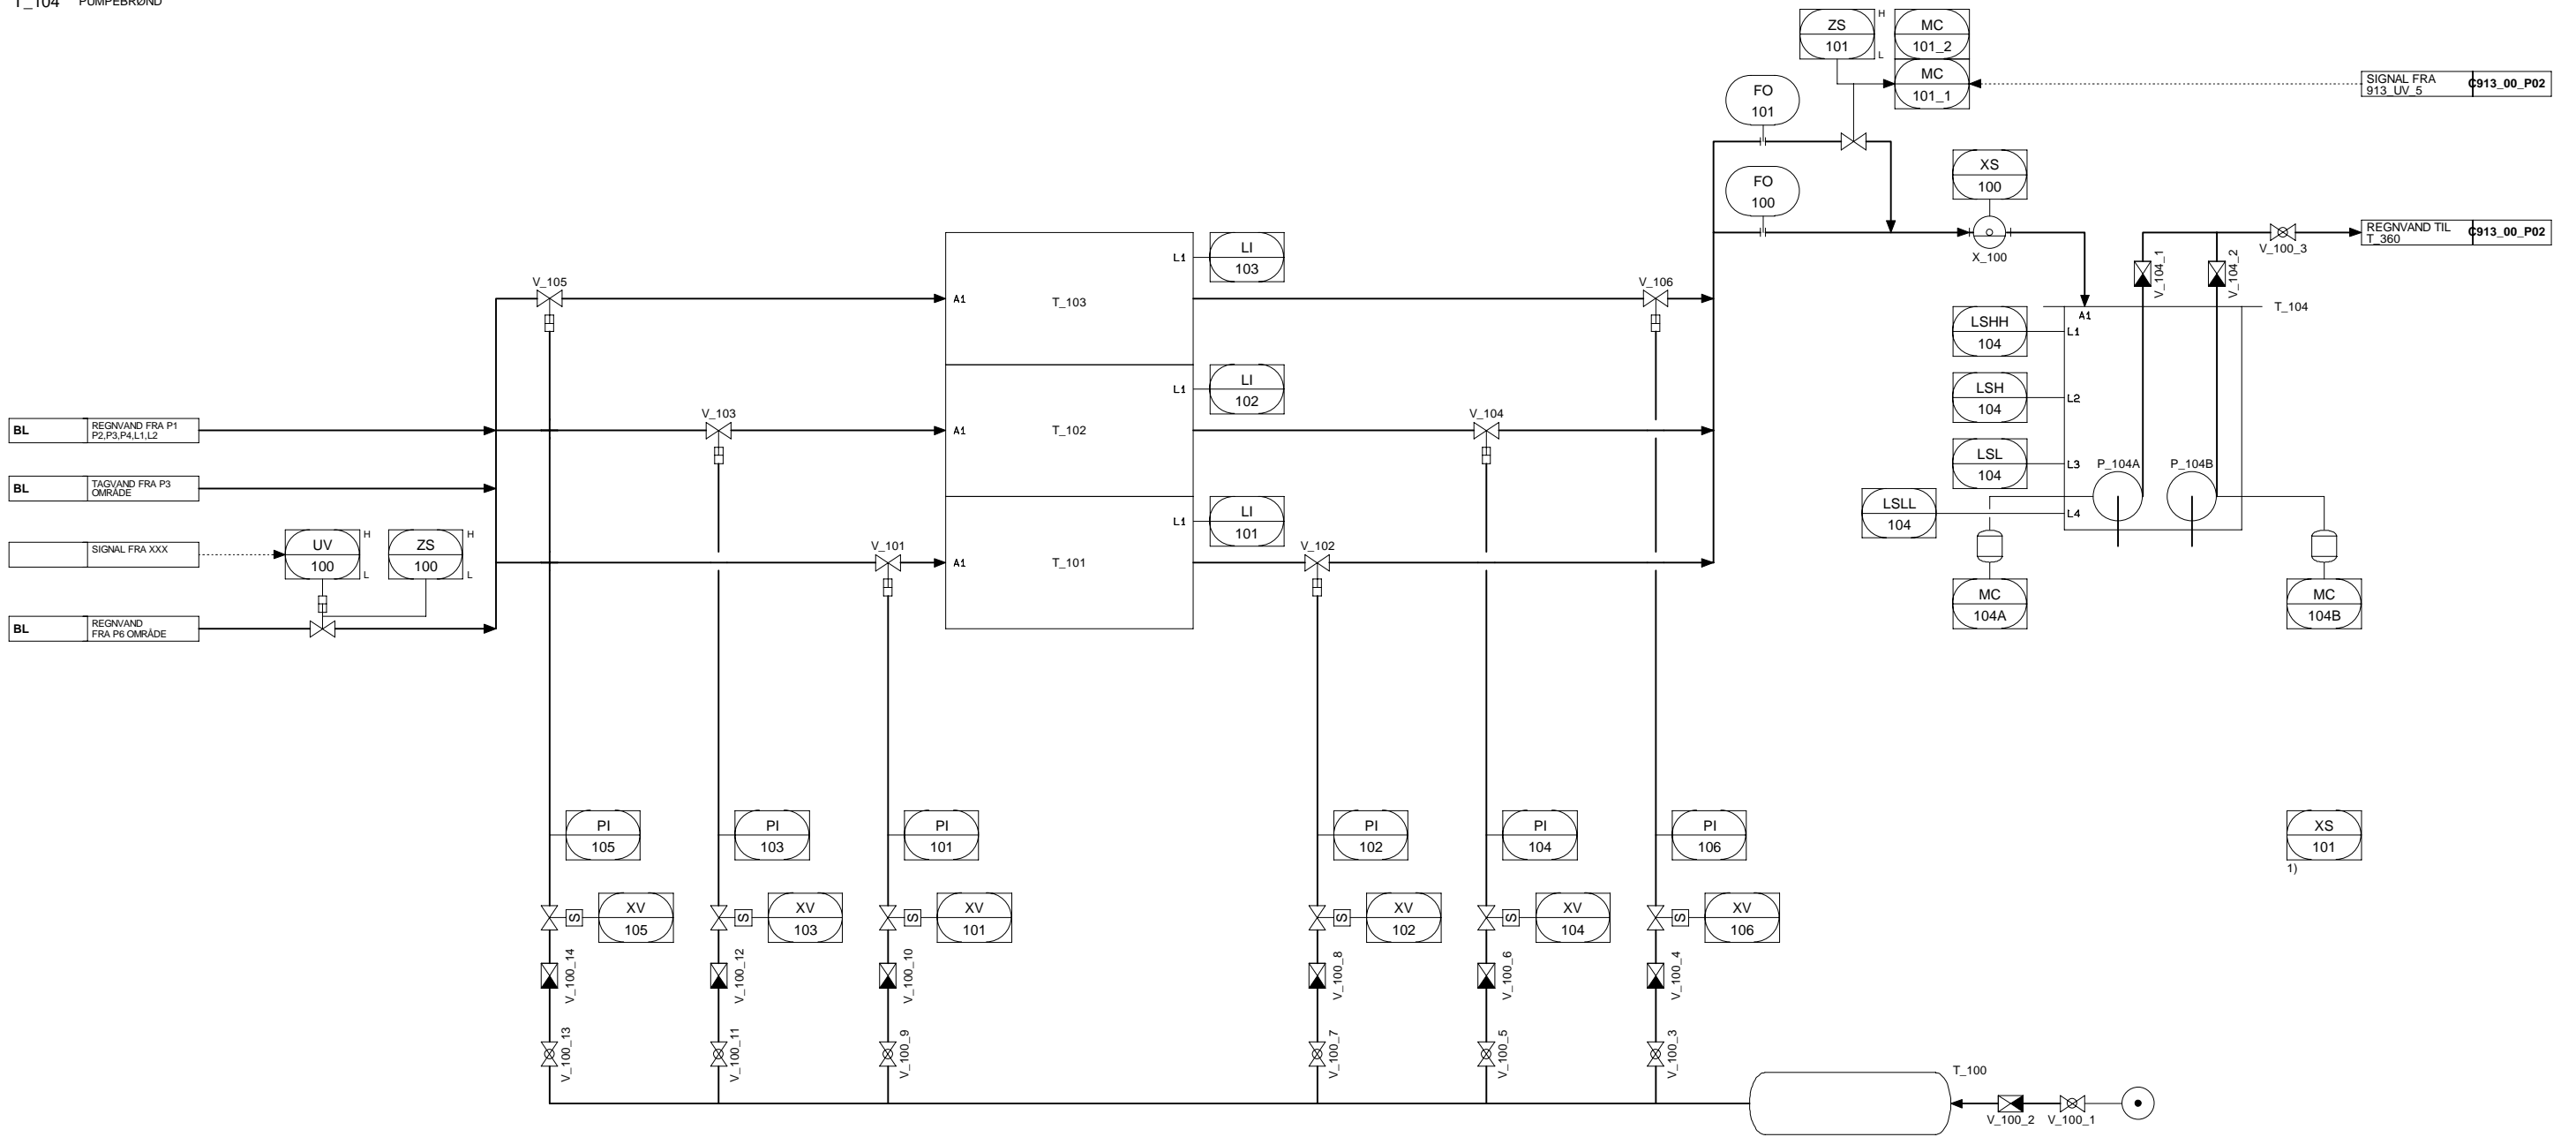 T_104 PUMPEBRØND
ZS
101
H
L
MC
101_2
MC
101_1
SIGNAL FRA
913_UV_5
C913_00_P02
FO
101
FO
100
XS
100
X_100
V_104_1
V_104_2
V_100_3
REGNVAND TIL
T_360
C913_00_P02
T_104
A1
LSHH
104
L1
LSH
104
L2
LSL
104
L3
LSLL
104
L4
P_104A
P_104B
MC
104A
MC
104B
V_105
A1
T_103
L1
LI
103
V_106
BL
REGNVAND FRA P1
P2,P3,P4,L1,L2
V_103
A1
T_102
L1
LI
102
V_104
BL
TAGVAND FRA P3
OMRÅDE
SIGNAL FRA XXX
UV
100
H
L
ZS
100
H
L
V_101
A1
T_101
L1
LI
101
V_102
BL
REGNVAND
FRA P6 OMRÅDE
PI
105
PI
103
PI
101
PI
102
PI
104
PI
106
XS
101
1)
S
XV
105
S
XV
103
S
XV
101
S
XV
102
S
XV
104
S
XV
106
V_100_14
V_100_12
V_100_10
V_100_8
V_100_6
V_100_4
V_100_13
V_100_11
V_100_9
V_100_7
V_100_5
V_100_3
T_100
V_100_2
V_100_1